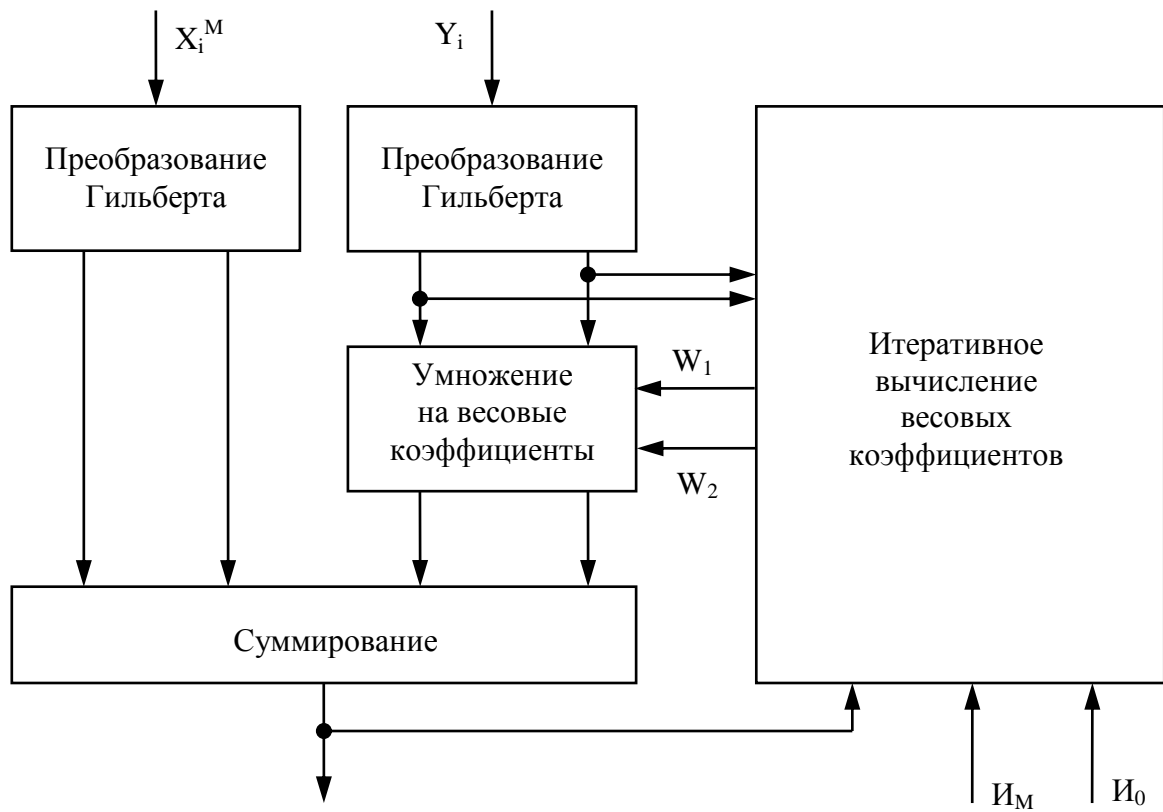 X_i^M
Y_i
Преобразование
Гильберта
Преобразование
Гильберта
Умножение
на весовые
коэффициенты
W_1
W_2
Итеративное
вычисление
весовых
коэффициентов
Суммирование
И_М
И_0